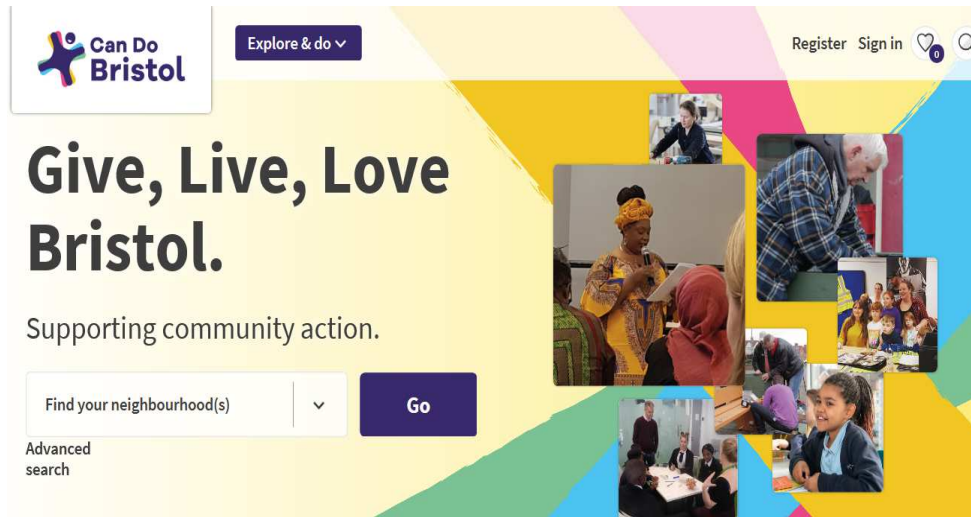 Can Do
Bristol
Explore & do
Register Sign in
0
Give, Live, Love
Bristol.
Supporting community action.
Find your neighbourhood(s)
Go
Advanced
search